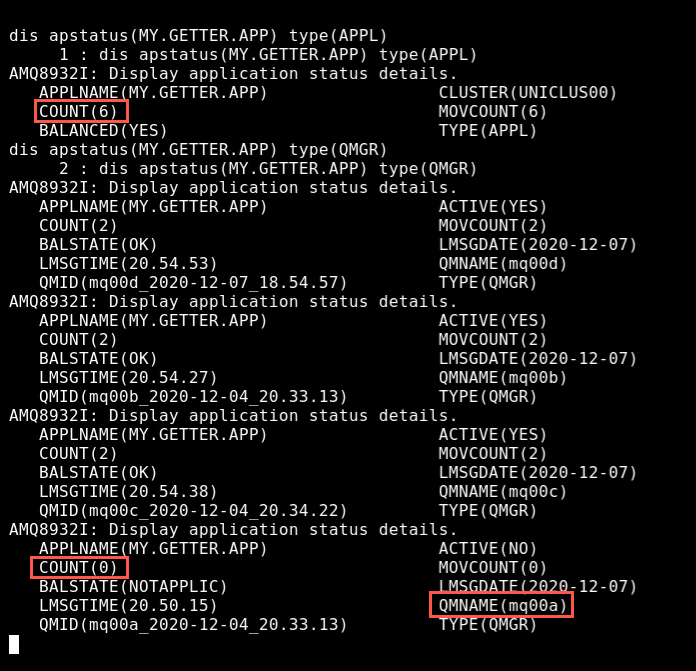 dis apstatus(MY.GETTER.APP) type(APPL)
1 : dis apstatus(MY.GETTER.APP) type(APPL)
AMQ8932I: Display application status details.
APPLNAME(MY.GETTER.APP) CLUSTER(UNICLUS00)
COUNT(6) MOVCOUNT(6)
BALANCED(YES) TYPE(APPL)
dis apstatus(MY.GETTER.APP) type(QMGR)
2 : dis apstatus(MY.GETTER.APP) type(QMGR)
AMQ8932I: Display application status details.
APPLNAME(MY.GETTER.APP) ACTIVE(YES)
COUNT(2) MOVCOUNT(2)
BALSTATE(OK) LMSGDATE(2020-12-07)
LMSGTIME(20.54.53) QMNAME(mq00d)
QMID(mq00d_2020-12-07_18.54.57) TYPE(QMGR)
AMQ8932I: Display application status details.
APPLNAME(MY.GETTER.APP) ACTIVE(YES)
COUNT(2) MOVCOUNT(2)
BALSTATE(OK) LMSGDATE(2020-12-07)
LMSGTIME(20.54.27) QMNAME(mq00b)
QMID(mq00b_2020-12-04_20.33.13) TYPE(QMGR)
AMQ8932I: Display application status details.
APPLNAME(MY.GETTER.APP) ACTIVE(YES)
COUNT(2) MOVCOUNT(2)
BALSTATE(OK) LMSGDATE(2020-12-07)
LMSGTIME(20.54.38) QMNAME(mq00c)
QMID(mq00c_2020-12-04_20.34.22) TYPE(QMGR)
AMQ8932I: Display application status details.
APPLNAME(MY.GETTER.APP) ACTIVE(NO)
COUNT(0) MOVCOUNT(0)
BALSTATE(NOTAPPLIC) LMSGDATE(2020-12-07)
LMSGTIME(20.50.15) QMNAME(mq00a)
QMID(mq00a_2020-12-04_20.33.13) TYPE(QMGR)